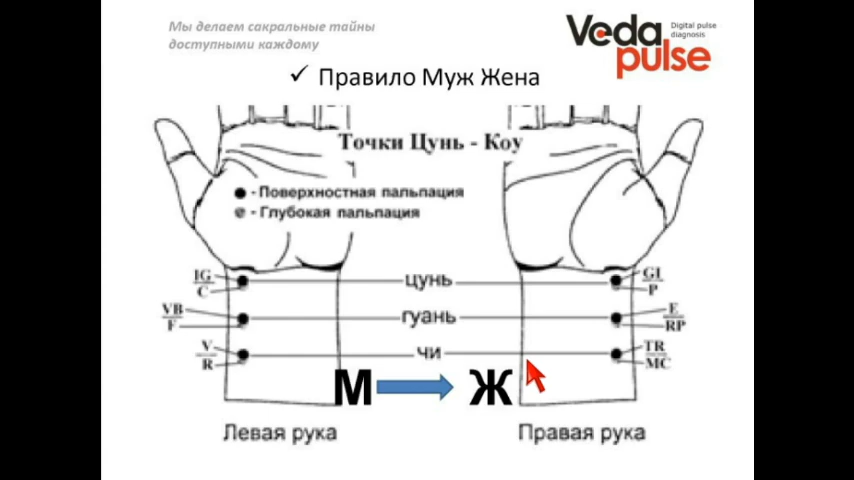 Мы делаем сакральные тайны
доступными каждому
Veda pulse
Digital pulse
diagnosis
✓ Правило Муж Жена
Точки Цунь - Коу
- Поверхностная пальпация
- Глубокая пальпация
IG
C
цунь
GI
P
VB
F
гуань
E
RP
V
R
чи
TR
MC
М Ж
Левая рука
Правая рука